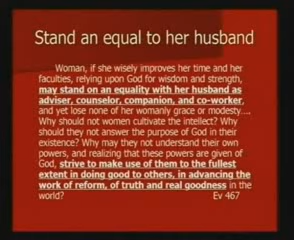 Stand an equal to her husband
Woman, if she wisely improves her time and her
faculties, relying upon God for wisdom and strength,
may stand on an equality with her husband as
adviser, counselor, companion, and co-worker,
and yet lose none of her womanly grace or modesty....
Why should not women cultivate the intellect? Why
should they not answer the purpose of God in their
existence? Why may they not understand their own
powers, and realizing that these powers are given of
God, strive to make use of them to the fullest
extent in doing good to others, in advancing the
work of reform, of truth and real goodness in the
world? Ev 467